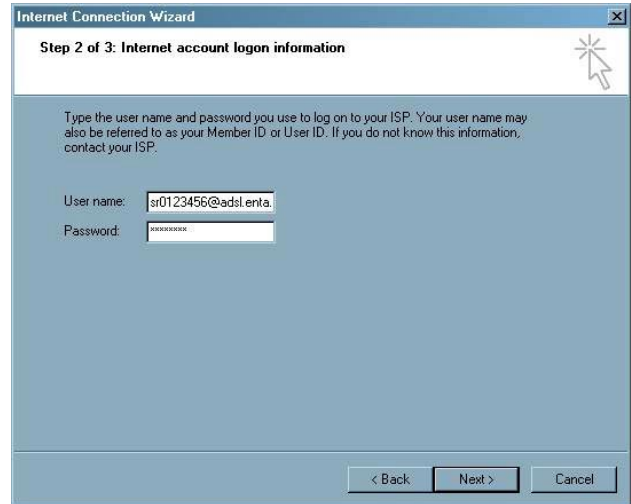 Internet Connection Wizard
Step 2 of 3: Internet account logon information
Type the user name and password you use to log on to your ISP. Your user name may
also be referred to as your Member ID or User ID. If you do not know this information,
contact your ISP.
User name: sr0123456@adsl.enta.
Password: ********
< Back Next > Cancel